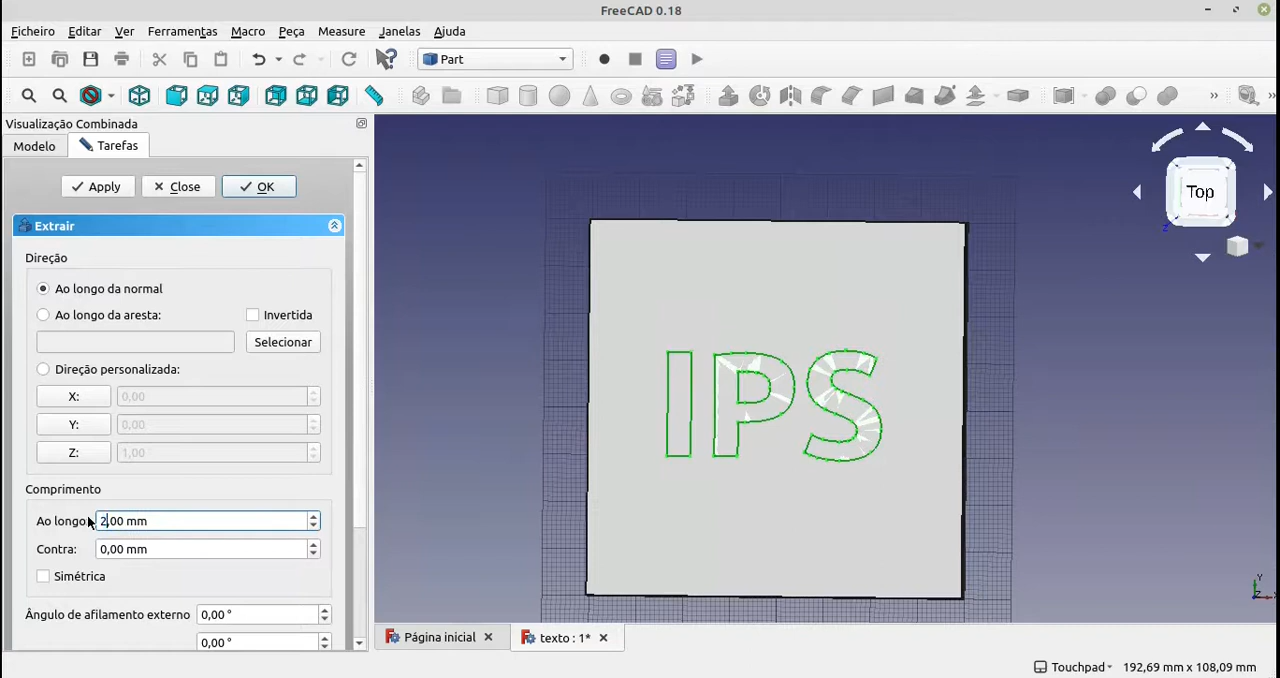 FreeCAD 0.18
Ficheiro Editar Ver Ferramentas Macro Peça Measure Janelas Ajuda
Part
Visualização Combinada
Modelo Tarefas
Apply Close OK
Extrair
Direção
Ao longo da normal
Ao longo da aresta: Invertida
Selecionar
Direção personalizada:
X: 0,00
Y: 0,00
Z: 1,00
Comprimento
Ao longo 2,00 mm
Contra: 0,00 mm
Simétrica
Ângulo de afilamento externo 0,00 °
0,00 °
Top
Z
IPS
Y
Z
Página inicial texto : 1*
Touchpad 192,69 mm x 108,09 mm